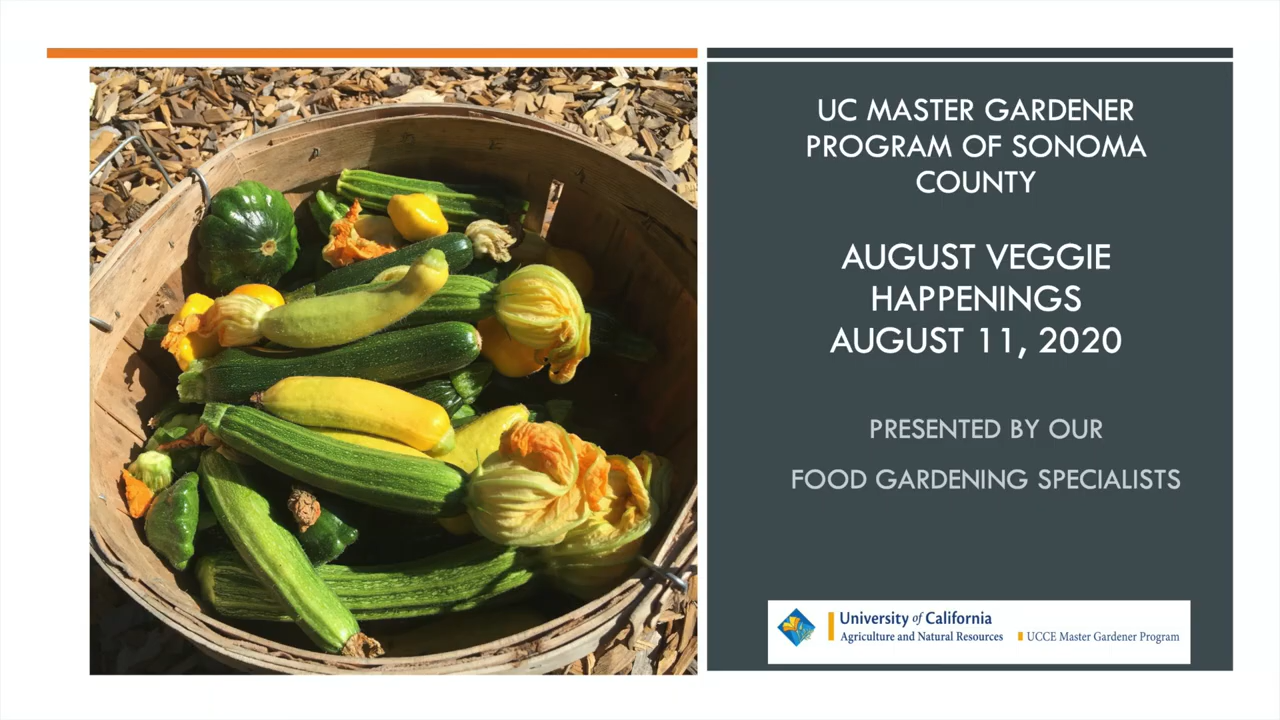 UC MASTER GARDENER
PROGRAM OF SONOMA
COUNTY
AUGUST VEGGIE
HAPPENINGS
AUGUST 11, 2020
PRESENTED BY OUR
FOOD GARDENING SPECIALISTS
University of California
Agriculture and Natural Resources
UCCE Master Gardener Program